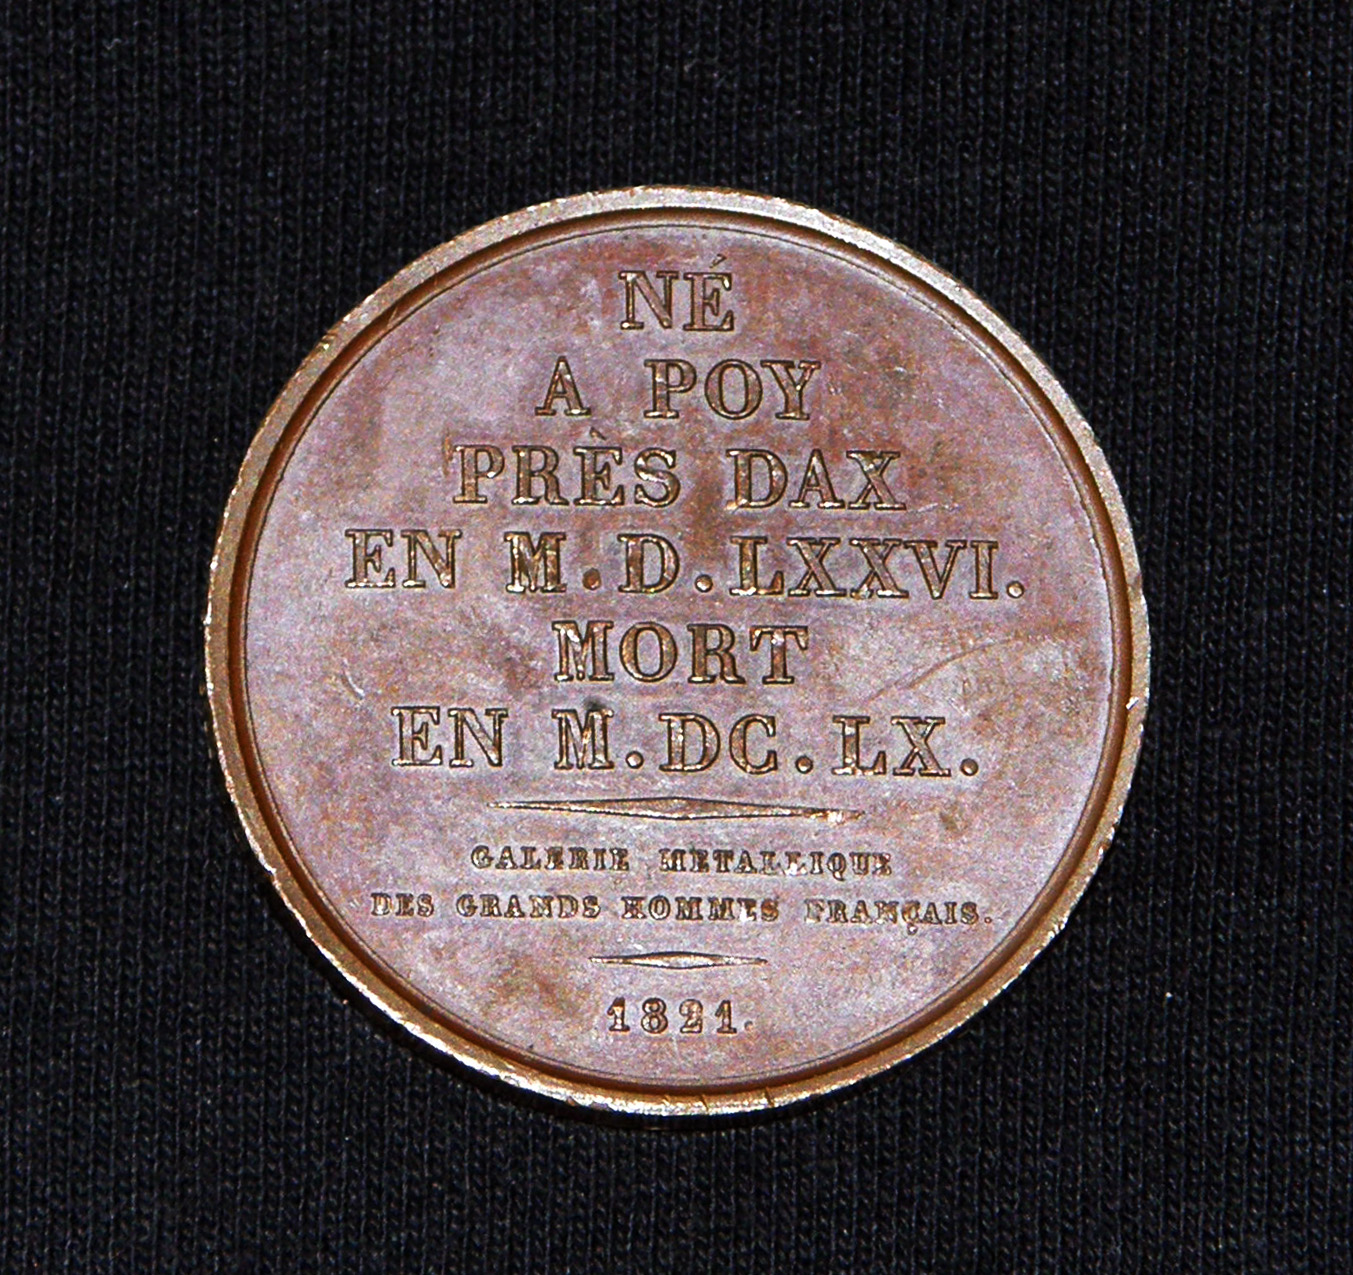 NÉ
A POY
PRÈS DAX
EN M.D.LXXVI.
MORT
EN M.DC.LX.
GALERIE METALLIQUE
DES GRANDS HOMMES FRANÇAIS.
1821.